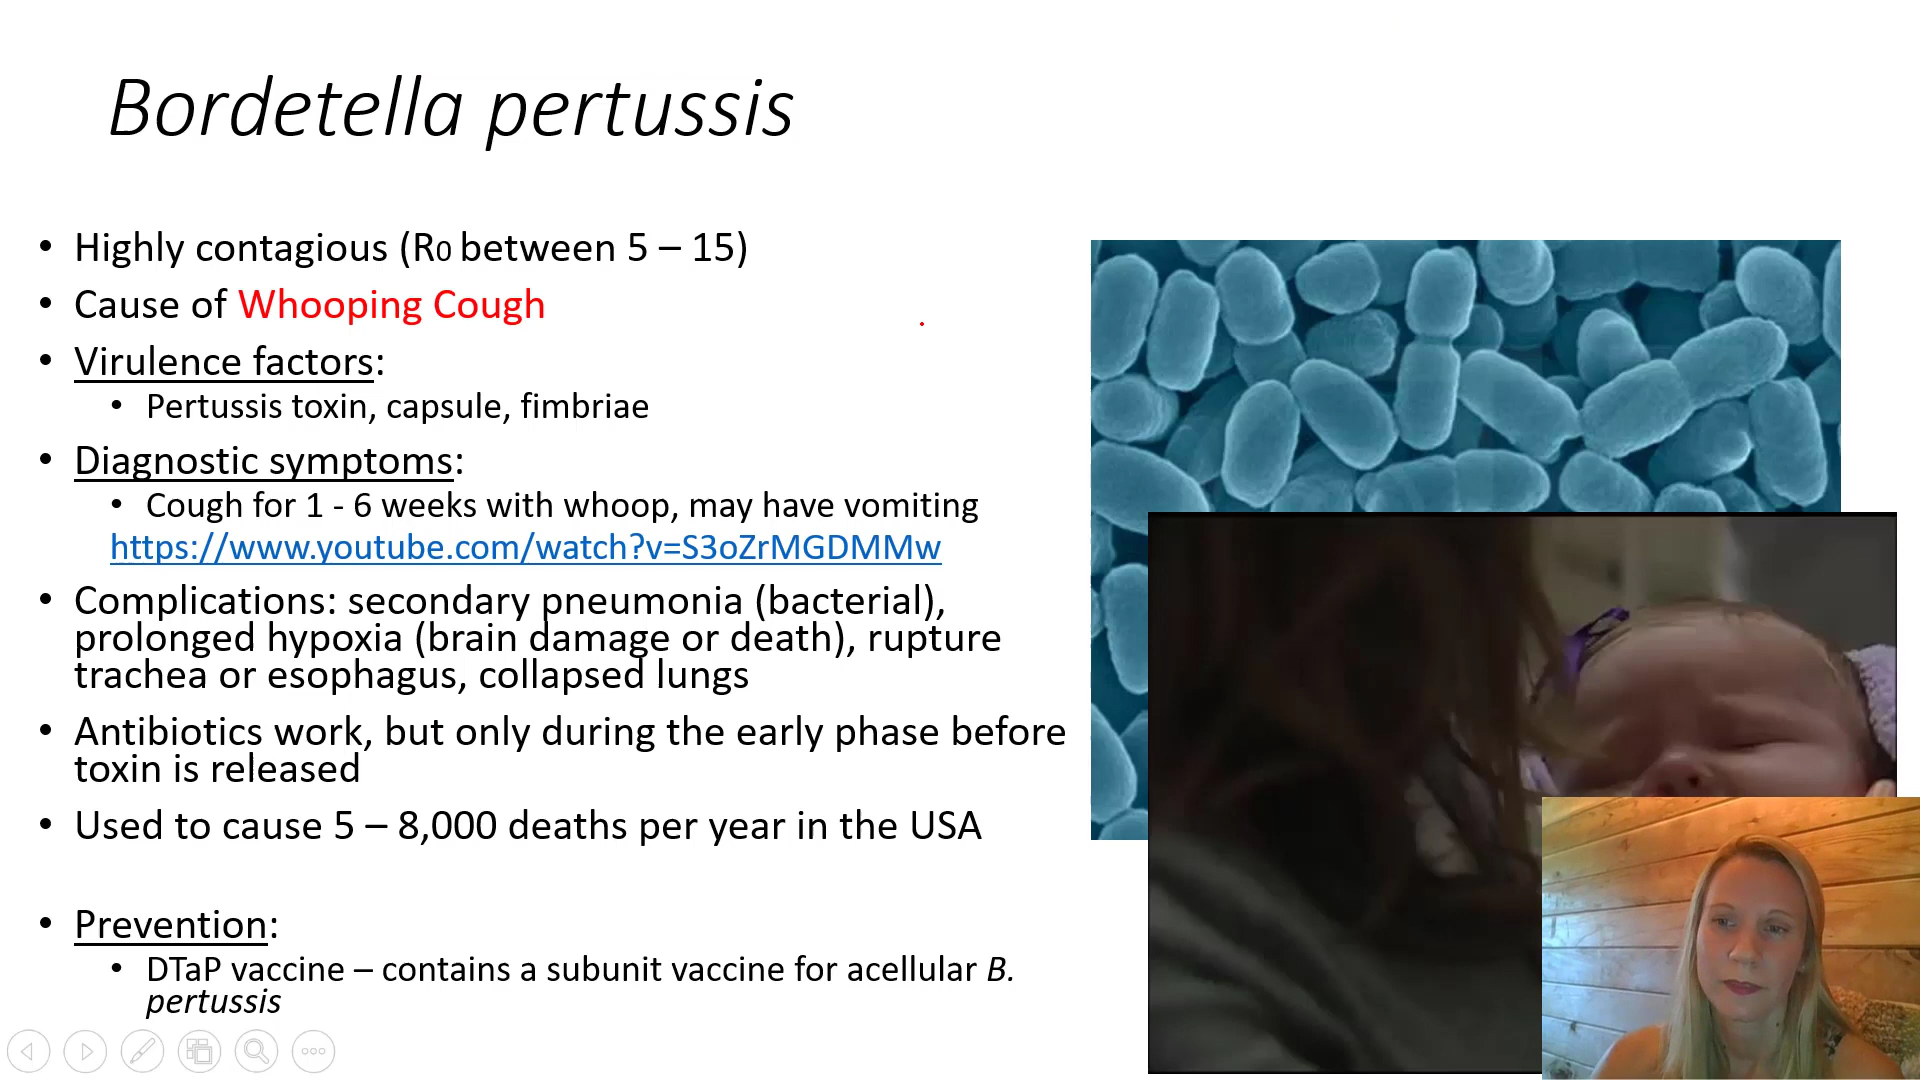 Bordetella pertussis
• Highly contagious (R0 between 5 – 15)
• Cause of Whooping Cough
• Virulence factors:
• Pertussis toxin, capsule, fimbriae
• Diagnostic symptoms:
• Cough for 1 - 6 weeks with whoop, may have vomiting
https://www.youtube.com/watch?v=S3oZrMGDMMw
• Complications: secondary pneumonia (bacterial),
prolonged hypoxia (brain damage or death), rupture
trachea or esophagus, collapsed lungs
• Antibiotics work, but only during the early phase before
toxin is released
• Used to cause 5 – 8,000 deaths per year in the USA
• Prevention:
• DTaP vaccine – contains a subunit vaccine for acellular B.
pertussis